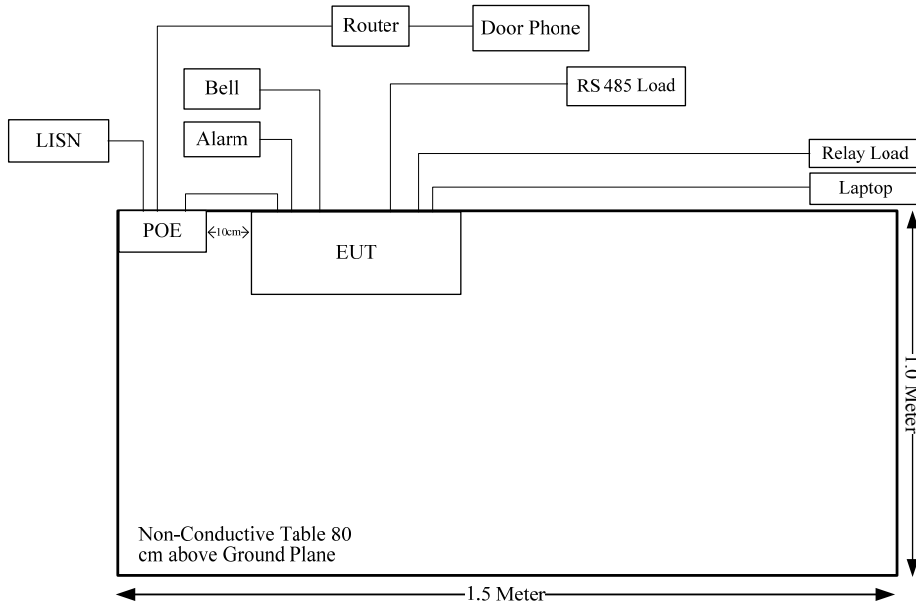 Router
Door Phone
Bell
RS 485 Load
Alarm
LISN
Relay Load
Laptop
POE
10cm
EUT
1.0 Meter
Non-Conductive Table 80
cm above Ground Plane
1.5 Meter